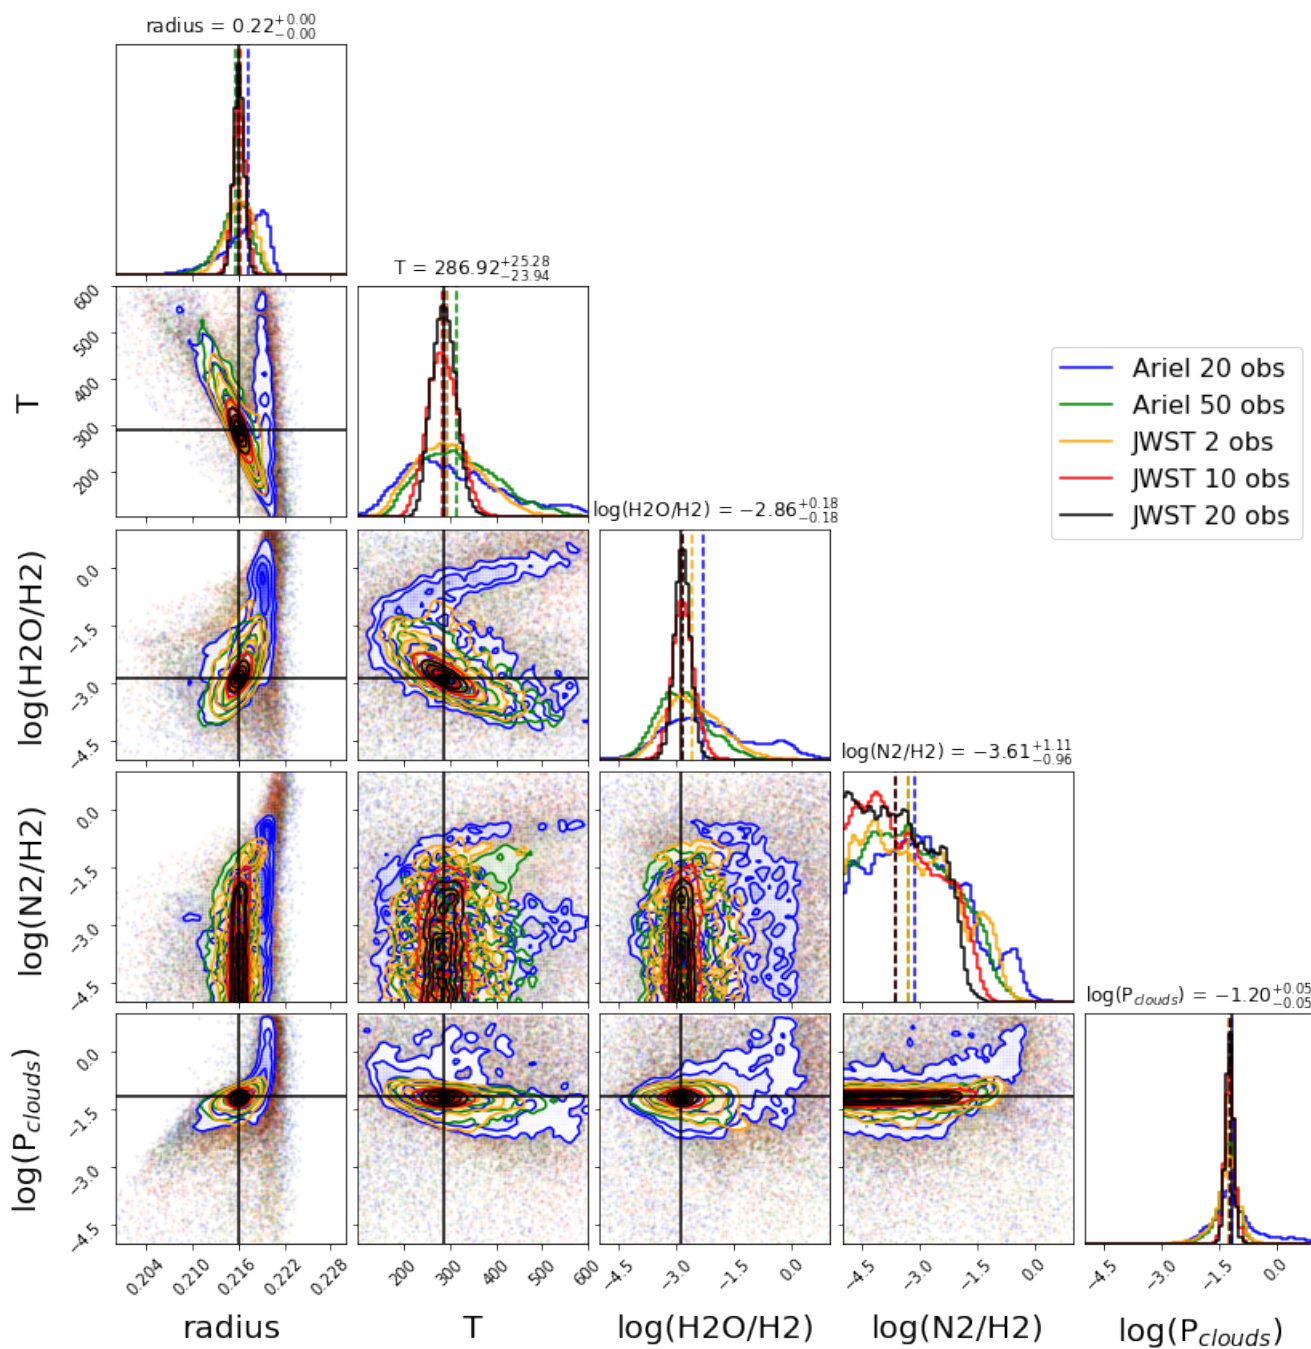 radius = 0.22+0.00 −0.00
T = 286.92+25.28 −23.94
log(H2O/H2) = −2.86+0.18 −0.18
log(N2/H2) = −3.61+1.11 −0.96
log(Pclouds) = −1.20+0.05 −0.05
Ariel 20 obs
Ariel 50 obs
JWST 2 obs
JWST 10 obs
JWST 20 obs
T
600
500
400
300
200
log(H2O/H2)
0.0
−1.5
−3.0
−4.5
log(N2/H2)
0.0
−1.5
−3.0
−4.5
log(Pclouds)
0.0
−1.5
−3.0
−4.5
0.204 0.210 0.216 0.222 0.228
200 300 400 500 600
−4.5 −3.0 −1.5 0.0
−4.5 −3.0 −1.5 0.0
−4.5 −3.0 −1.5 0.0
radius
T
log(H2O/H2)
log(N2/H2)
log(Pclouds)